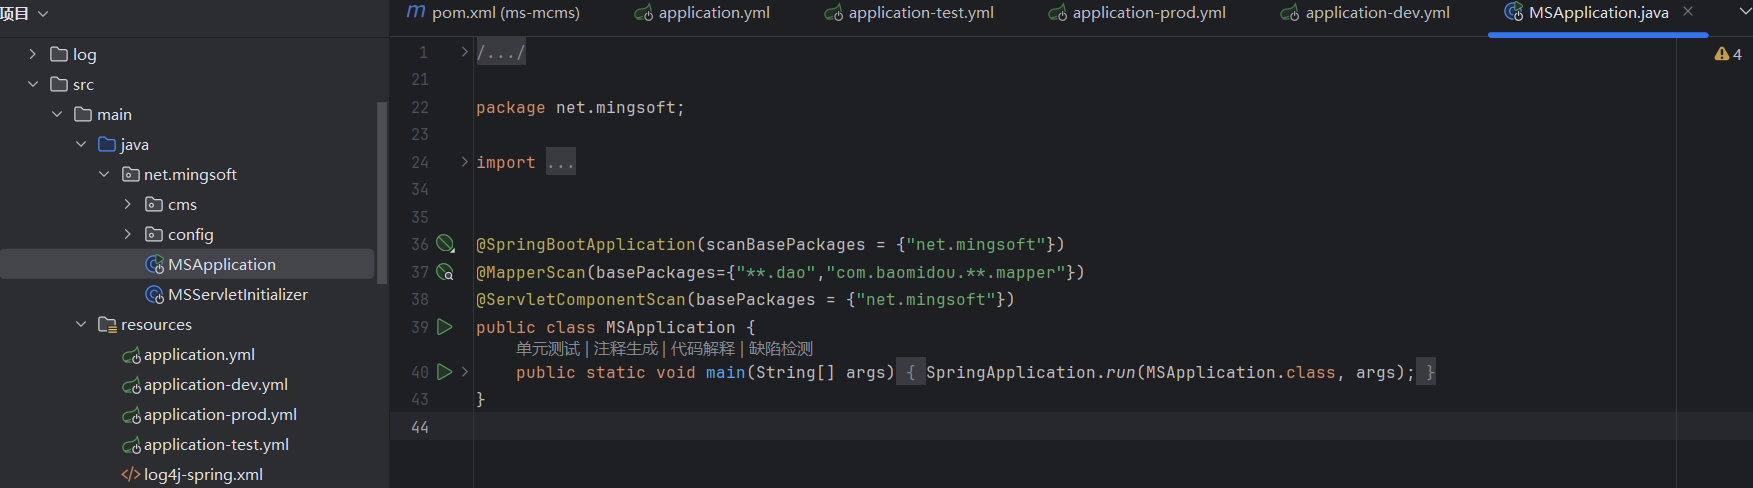 项目
log
src
main
java
net.mingsoft
cms
config
MSApplication
MSServletInitializer
resources
application.yml
application-dev.yml
application-prod.yml
application-test.yml
</> log4j-spring.xml
m pom.xml (ms-mcms) application.yml application-test.yml application-prod.yml application-dev.yml MSApplication.java
4
1 /.../
21
22 package net.mingsoft;
23
24 import ...
34
35
36 @SpringBootApplication(scanBasePackages = {"net.mingsoft"})
37 @MapperScan(basePackages={"**.dao","com.baomidou.**.mapper"})
38 @ServletComponentScan(basePackages = {"net.mingsoft"})
39 public class MSApplication {
单元测试 | 注释生成 | 代码解释 | 缺陷检测
40 public static void main(String[] args) { SpringApplication.run(MSApplication.class, args); }
43 }
44